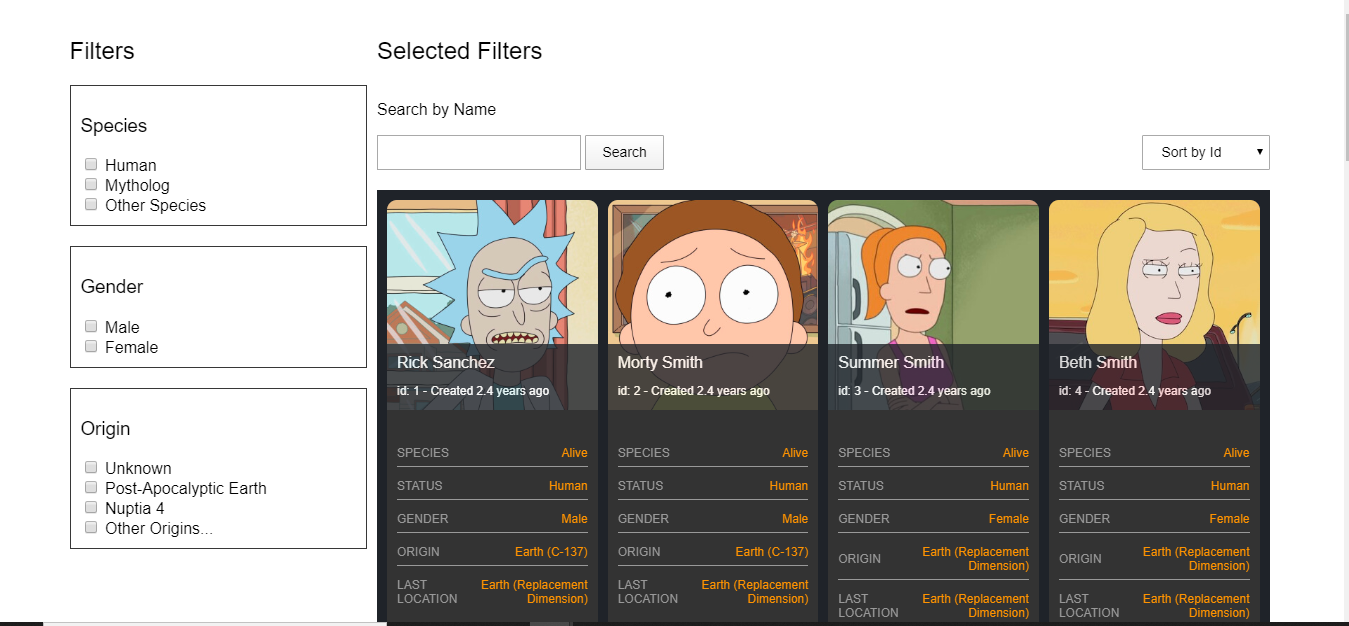 Filters
Species
Human
Mytholog
Other Species
Gender
Male
Female
Origin
Unknown
Post-Apocalyptic Earth
Nuptia 4
Other Origins...
Selected Filters
Search by Name
Search
Sort by Id
Rick Sanchez
id: 1 - Created 2.4 years ago
SPECIES Alive
STATUS Human
GENDER Male
ORIGIN Earth (C-137)
LAST LOCATION Earth (Replacement Dimension)
Morty Smith
id: 2 - Created 2.4 years ago
SPECIES Alive
STATUS Human
GENDER Male
ORIGIN Earth (C-137)
LAST LOCATION Earth (Replacement Dimension)
Summer Smith
id: 3 - Created 2.4 years ago
SPECIES Alive
STATUS Human
GENDER Female
ORIGIN Earth (Replacement Dimension)
LAST LOCATION Earth (Replacement Dimension)
Beth Smith
id: 4 - Created 2.4 years ago
SPECIES Alive
STATUS Human
GENDER Female
ORIGIN Earth (Replacement Dimension)
LAST LOCATION Earth (Replacement Dimension)